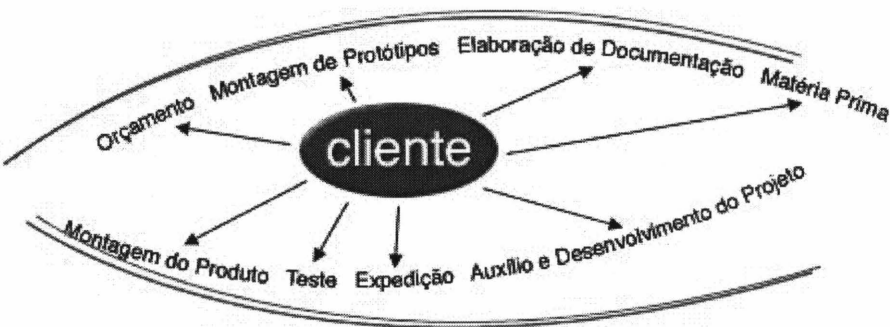 Orçamento Montagem de Protótipos Elaboração de Documentação Matéria Prima
cliente
Montagem do Produto Teste Expedição Auxílio e Desenvolvimento do Projeto